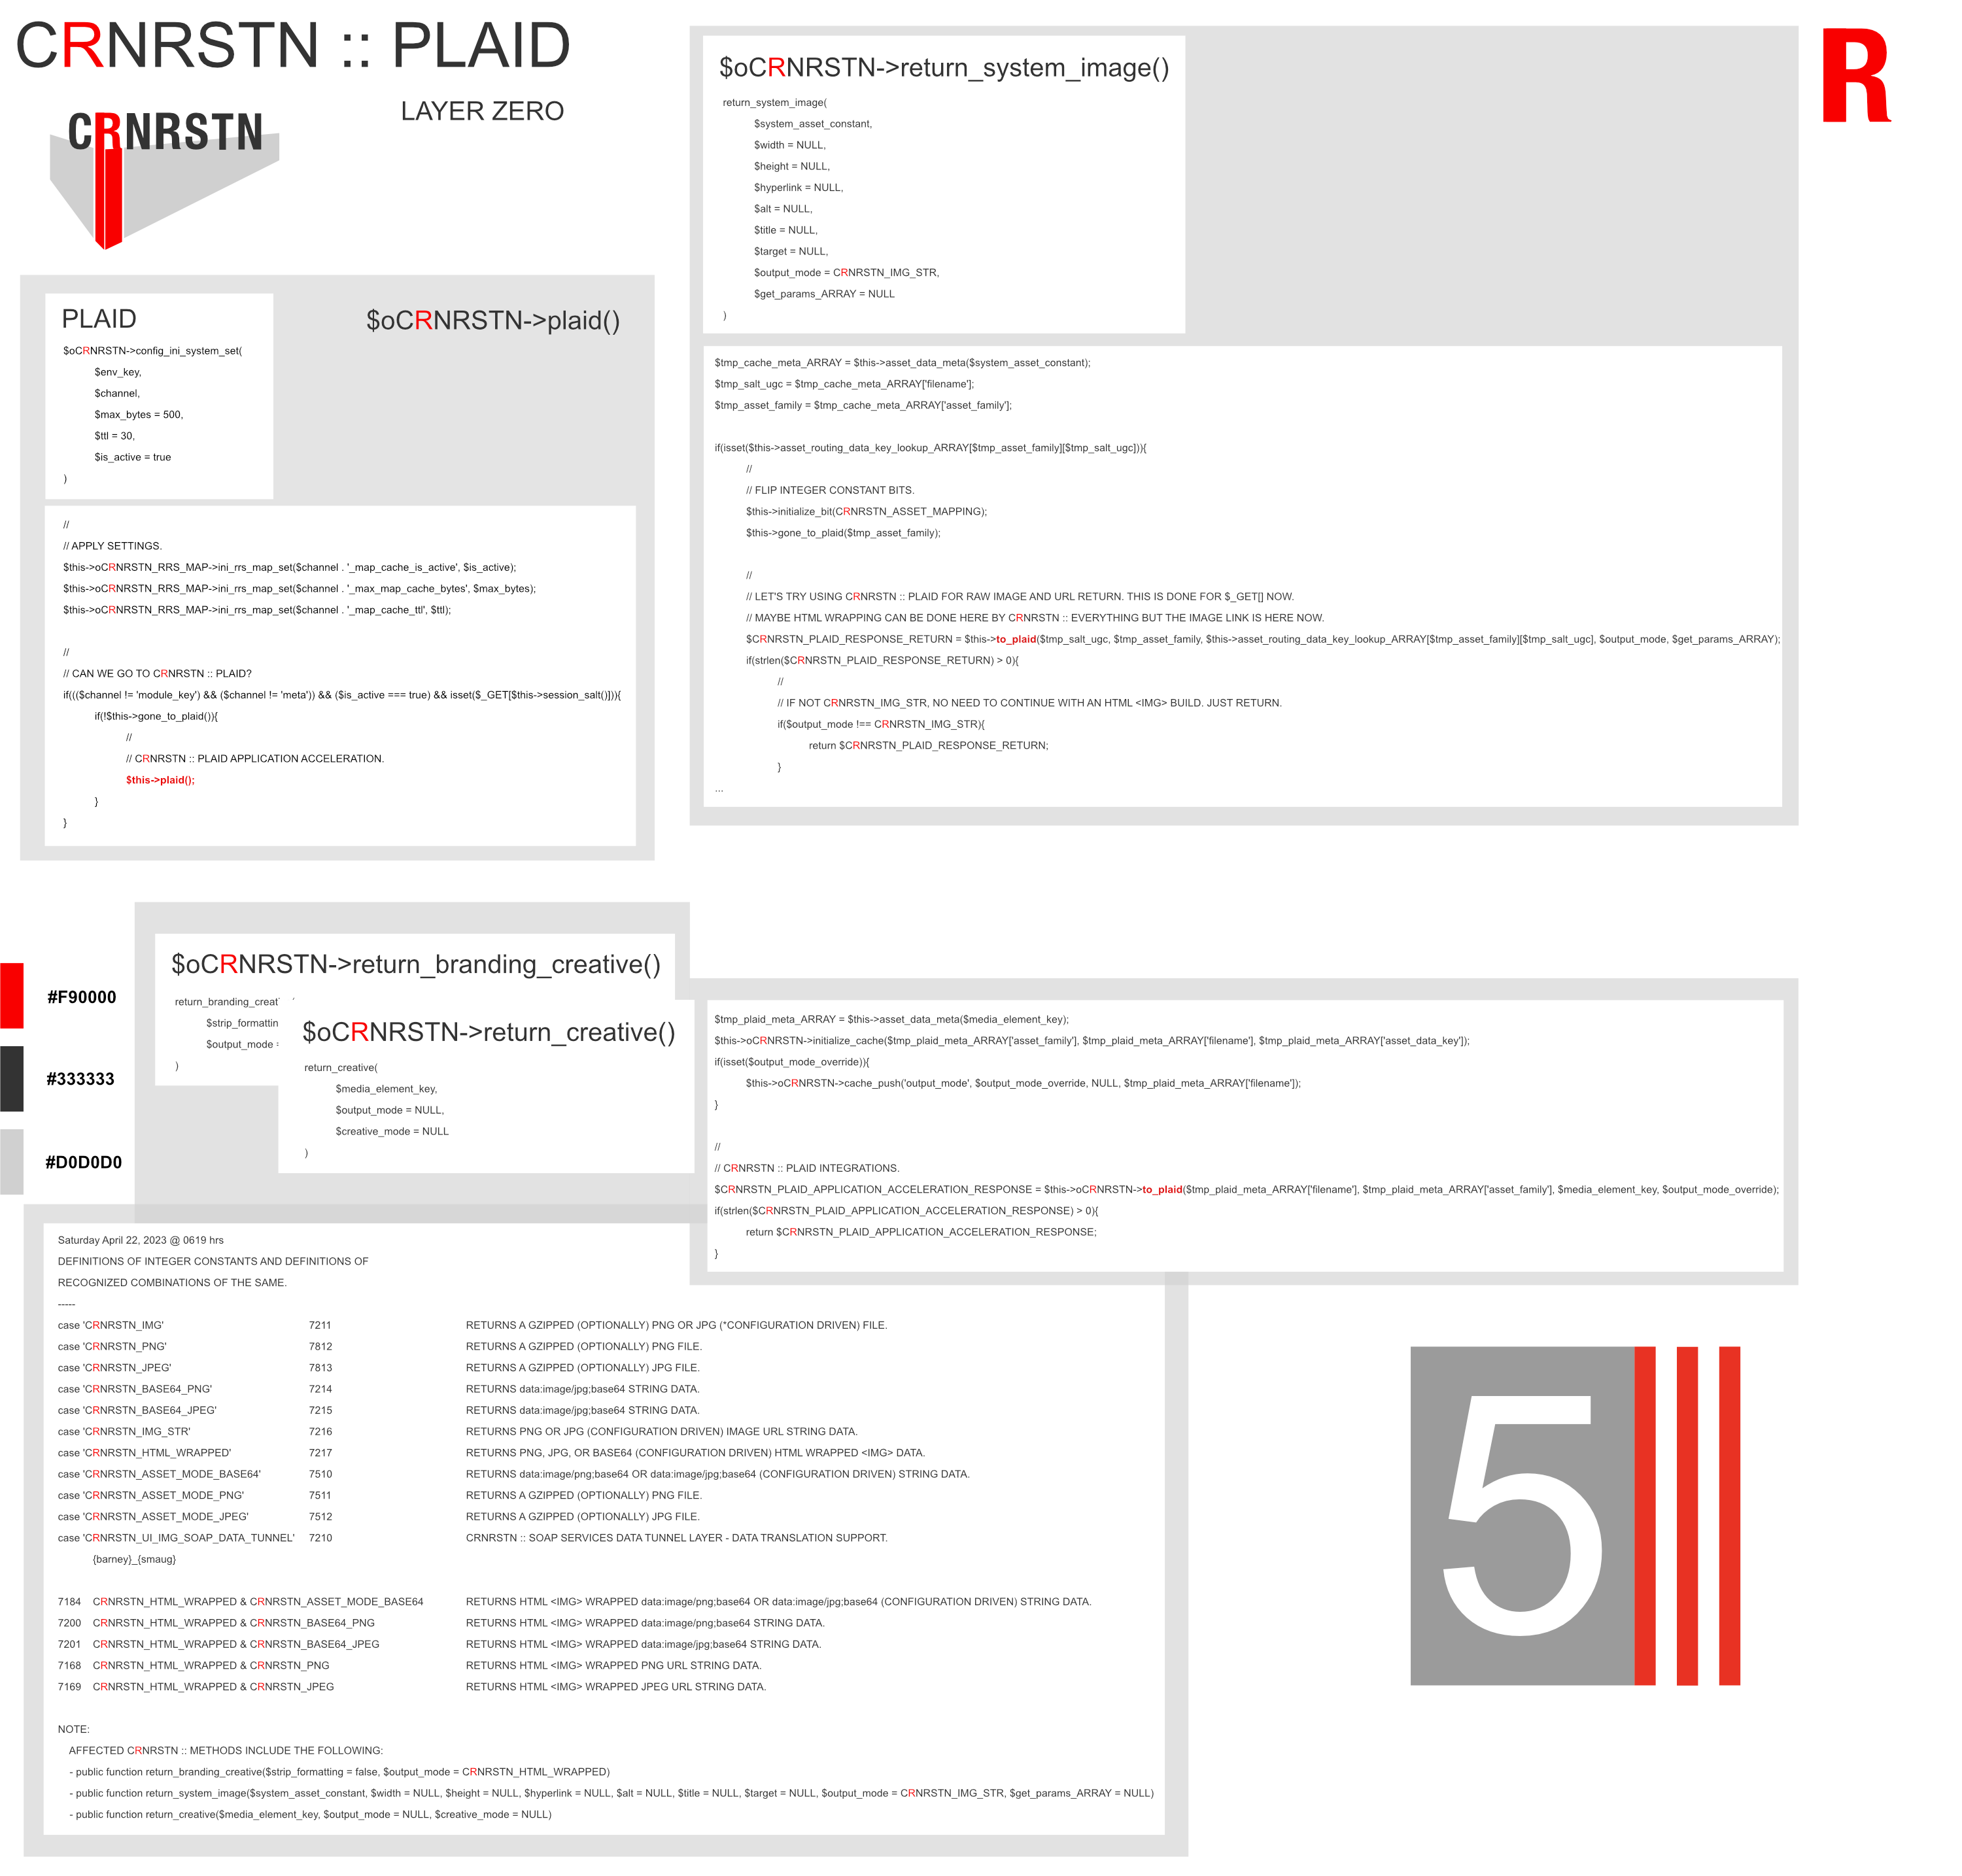 CRNRSTN :: PLAID
LAYER ZERO
CRNRSTN
PLAID
$oCRNRSTN->plaid()
$oCRNRSTN->config_ini_system_set(
$env_key,
$channel,
$max_bytes = 500,
$ttl = 30,
$is_active = true
)
//
// APPLY SETTINGS.
$this->oCRNRSTN_RRS_MAP->ini_rrs_map_set($channel . '_map_cache_is_active', $is_active);
$this->oCRNRSTN_RRS_MAP->ini_rrs_map_set($channel . '_max_map_cache_bytes', $max_bytes);
$this->oCRNRSTN_RRS_MAP->ini_rrs_map_set($channel . '_map_cache_ttl', $ttl);
//
// CAN WE GO TO CRNRSTN :: PLAID?
if((($channel != 'module_key') && ($channel != 'meta')) && ($is_active === true) && isset($_GET[$this->session_salt()])){
if(!$this->gone_to_plaid()){
//
// CRNRSTN :: PLAID APPLICATION ACCELERATION.
$this->plaid();
}
}
$oCRNRSTN->return_system_image()
return_system_image(
$system_asset_constant,
$width = NULL,
$height = NULL,
$hyperlink = NULL,
$alt = NULL,
$title = NULL,
$target = NULL,
$output_mode = CRNRSTN_IMG_STR,
$get_params_ARRAY = NULL
)
$tmp_cache_meta_ARRAY = $this->asset_data_meta($system_asset_constant);
$tmp_salt_ugc = $tmp_cache_meta_ARRAY['filename'];
$tmp_asset_family = $tmp_cache_meta_ARRAY['asset_family'];
if(isset($this->asset_routing_data_key_lookup_ARRAY[$tmp_asset_family][$tmp_salt_ugc])){
//
// FLIP INTEGER CONSTANT BITS.
$this->initialize_bit(CRNRSTN_ASSET_MAPPING);
$this->gone_to_plaid($tmp_asset_family);
//
// LET'S TRY USING CRNRSTN :: PLAID FOR RAW IMAGE AND URL RETURN. THIS IS DONE FOR $_GET[] NOW.
// MAYBE HTML WRAPPING CAN BE DONE HERE BY CRNRSTN :: EVERYTHING BUT THE IMAGE LINK IS HERE NOW.
$CRNRSTN_PLAID_RESPONSE_RETURN = $this->to_plaid($tmp_salt_ugc, $tmp_asset_family, $this->asset_routing_data_key_lookup_ARRAY[$tmp_asset_family][$tmp_salt_ugc], $output_mode, $get_params_ARRAY);
if(strlen($CRNRSTN_PLAID_RESPONSE_RETURN) > 0){
//
// IF NOT CRNRSTN_IMG_STR, NO NEED TO CONTINUE WITH AN HTML <IMG> BUILD. JUST RETURN.
if($output_mode !== CRNRSTN_IMG_STR){
return $CRNRSTN_PLAID_RESPONSE_RETURN;
}
...
R
#F90000
#333333
#D0D0D0
$oCRNRSTN->return_branding_creative()
return_branding_creat
$strip_formattin
$output_mode =
)
$oCRNRSTN->return_creative()
return_creative(
$media_element_key,
$output_mode = NULL,
$creative_mode = NULL
)
$tmp_plaid_meta_ARRAY = $this->asset_data_meta($media_element_key);
$this->oCRNRSTN->initialize_cache($tmp_plaid_meta_ARRAY['asset_family'], $tmp_plaid_meta_ARRAY['filename'], $tmp_plaid_meta_ARRAY['asset_data_key']);
if(isset($output_mode_override)){
$this->oCRNRSTN->cache_push('output_mode', $output_mode_override, NULL, $tmp_plaid_meta_ARRAY['filename']);
}
//
// CRNRSTN :: PLAID INTEGRATIONS.
$CRNRSTN_PLAID_APPLICATION_ACCELERATION_RESPONSE = $this->oCRNRSTN->to_plaid($tmp_plaid_meta_ARRAY['filename'], $tmp_plaid_meta_ARRAY['asset_family'], $media_element_key, $output_mode_override);
if(strlen($CRNRSTN_PLAID_APPLICATION_ACCELERATION_RESPONSE) > 0){
return $CRNRSTN_PLAID_APPLICATION_ACCELERATION_RESPONSE;
}
Saturday April 22, 2023 @ 0619 hrs
DEFINITIONS OF INTEGER CONSTANTS AND DEFINITIONS OF
RECOGNIZED COMBINATIONS OF THE SAME.
-----
case 'CRNRSTN_IMG' 7211 RETURNS A GZIPPED (OPTIONALLY) PNG OR JPG (*CONFIGURATION DRIVEN) FILE.
case 'CRNRSTN_PNG' 7812 RETURNS A GZIPPED (OPTIONALLY) PNG FILE.
case 'CRNRSTN_JPEG' 7813 RETURNS A GZIPPED (OPTIONALLY) JPG FILE.
case 'CRNRSTN_BASE64_PNG' 7214 RETURNS data:image/jpg;base64 STRING DATA.
case 'CRNRSTN_BASE64_JPEG' 7215 RETURNS data:image/jpg;base64 STRING DATA.
case 'CRNRSTN_IMG_STR' 7216 RETURNS PNG OR JPG (CONFIGURATION DRIVEN) IMAGE URL STRING DATA.
case 'CRNRSTN_HTML_WRAPPED' 7217 RETURNS PNG, JPG, OR BASE64 (CONFIGURATION DRIVEN) HTML WRAPPED <IMG> DATA.
case 'CRNRSTN_ASSET_MODE_BASE64' 7510 RETURNS data:image/png;base64 OR data:image/jpg;base64 (CONFIGURATION DRIVEN) STRING DATA.
case 'CRNRSTN_ASSET_MODE_PNG' 7511 RETURNS A GZIPPED (OPTIONALLY) PNG FILE.
case 'CRNRSTN_ASSET_MODE_JPEG' 7512 RETURNS A GZIPPED (OPTIONALLY) JPG FILE.
case 'CRNRSTN_UI_IMG_SOAP_DATA_TUNNEL' 7210 CRNRSTN :: SOAP SERVICES DATA TUNNEL LAYER - DATA TRANSLATION SUPPORT.
{barney}_{smaug}
7184 CRNRSTN_HTML_WRAPPED & CRNRSTN_ASSET_MODE_BASE64 RETURNS HTML <IMG> WRAPPED data:image/png;base64 OR data:image/jpg;base64 (CONFIGURATION DRIVEN) STRING DATA.
7200 CRNRSTN_HTML_WRAPPED & CRNRSTN_BASE64_PNG RETURNS HTML <IMG> WRAPPED data:image/png;base64 STRING DATA.
7201 CRNRSTN_HTML_WRAPPED & CRNRSTN_BASE64_JPEG RETURNS HTML <IMG> WRAPPED data:image/jpg;base64 STRING DATA.
7168 CRNRSTN_HTML_WRAPPED & CRNRSTN_PNG RETURNS HTML <IMG> WRAPPED PNG URL STRING DATA.
7169 CRNRSTN_HTML_WRAPPED & CRNRSTN_JPEG RETURNS HTML <IMG> WRAPPED JPEG URL STRING DATA.
NOTE:
AFFECTED CRNRSTN :: METHODS INCLUDE THE FOLLOWING:
- public function return_branding_creative($strip_formatting = false, $output_mode = CRNRSTN_HTML_WRAPPED)
- public function return_system_image($system_asset_constant, $width = NULL, $height = NULL, $hyperlink = NULL, $alt = NULL, $title = NULL, $target = NULL, $output_mode = CRNRSTN_IMG_STR, $get_params_ARRAY = NULL)
- public function return_creative($media_element_key, $output_mode = NULL, $creative_mode = NULL)
5